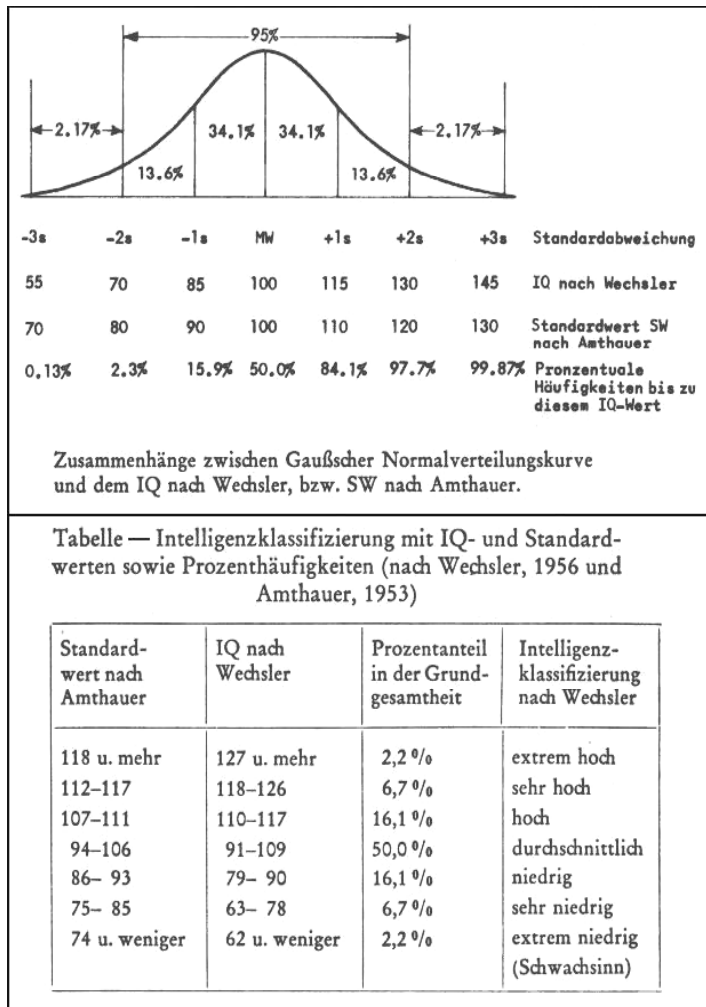 95%
2.17% 34.1% 34.1% 2.17%
13.6% 13.6%
-3s -2s -1s MW +1s +2s +3s Standardabweichung
55 70 85 100 115 130 145 IQ nach Wechsler
70 80 90 100 110 120 130 Standardwert SW
nach Amthauer
0.13% 2.3% 15.9% 50.0% 84.1% 97.7% 99.87% Pronzentuale
Häufigkeiten bis zu
diesem IQ-Wert
Zusammenhänge zwischen Gaußscher Normalverteilungskurve
und dem IQ nach Wechsler, bzw. SW nach Amthauer.
Tabelle — Intelligenzklassifizierung mit IQ- und Standard-
werten sowie Prozenthäufigkeiten (nach Wechsler, 1956 und
Amthauer, 1953)
Standard- IQ nach Prozentanteil Intelligenz-
wert nach Wechsler in der Grund- klassifizierung
Amthauer gesamtheit nach Wechsler
118 u. mehr 127 u. mehr 2,2 % extrem hoch
112–117 118–126 6,7 % sehr hoch
107–111 110–117 16,1 % hoch
94–106 91–109 50,0 % durchschnittlich
86– 93 79– 90 16,1 % niedrig
75– 85 63– 78 6,7 % sehr niedrig
74 u. weniger 62 u. weniger 2,2 % extrem niedrig
(Schwachsinn)